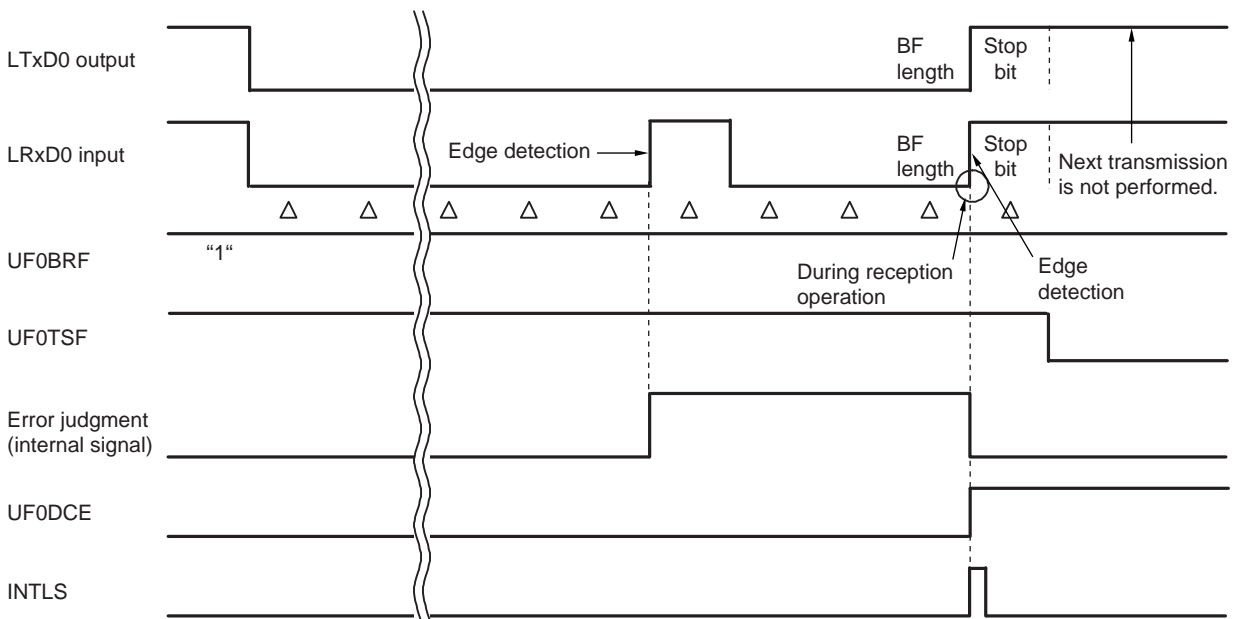 LTxD0 output
BF
length
Stop
bit
LRxD0 input
Edge detection
BF
length
Stop
bit
Next transmission
is not performed.
UF0BRF
“1“
During reception
operation
Edge
detection
UF0TSF
Error judgment
(internal signal)
UF0DCE
INTLS